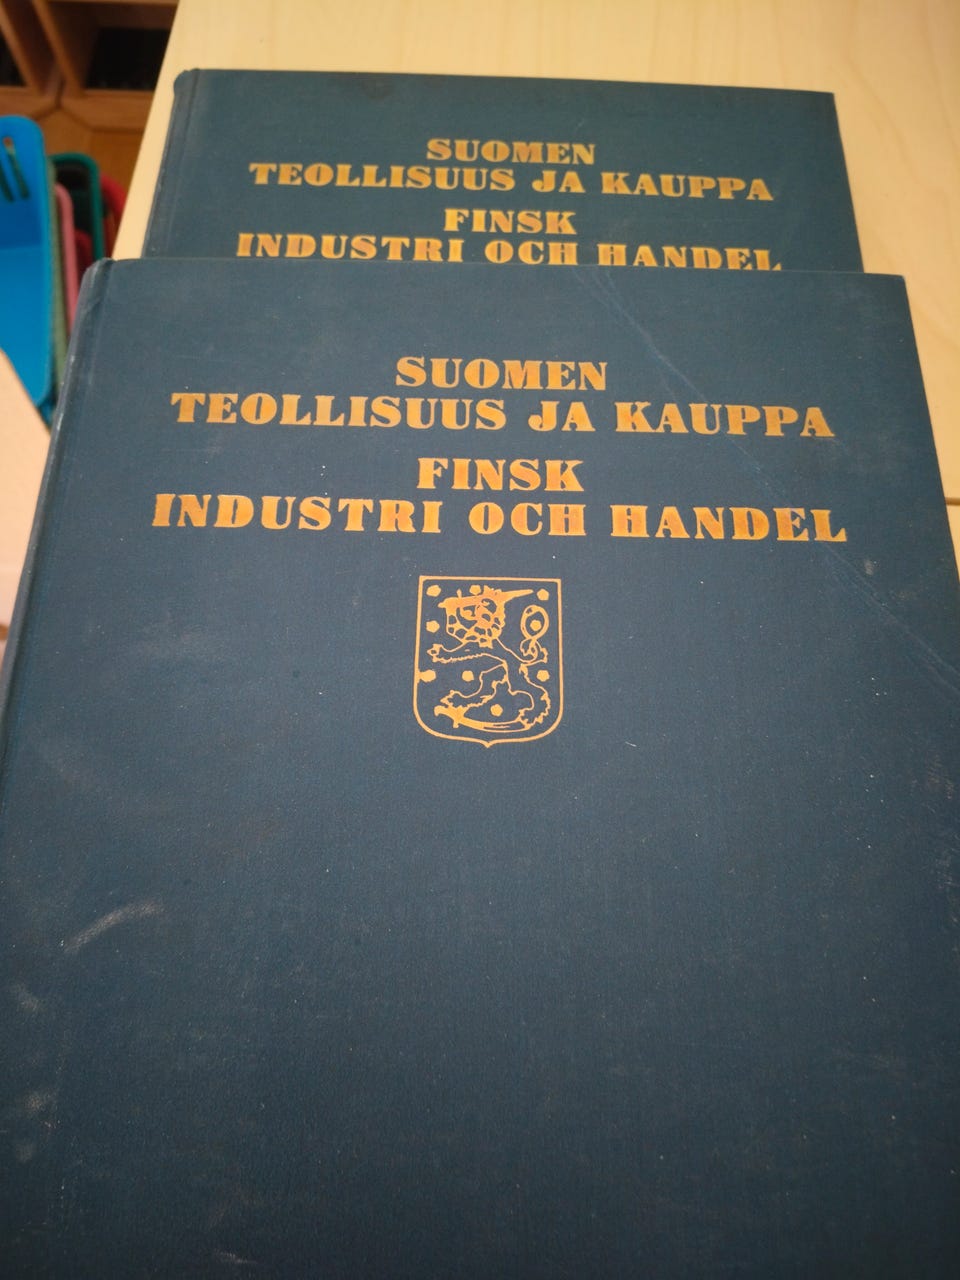 SUOMEN
TEOLLISUUS JA KAUPPA
FINSK
INDUSTRI OCH HANDEL
SUOMEN
TEOLLISUUS JA KAUPPA
FINSK
INDUSTRI OCH HANDEL